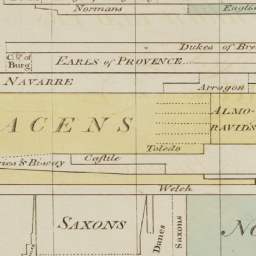 Normans Englis
Dukes of Bre
Cs. of Burg. EARLS of PROVENCE
NAVARRE
Arragon
ACENS
ALMO-
RAVIDS
Toledo
ries & Biscay Castile
Welch
SAXONS
Danes
Saxons
NO